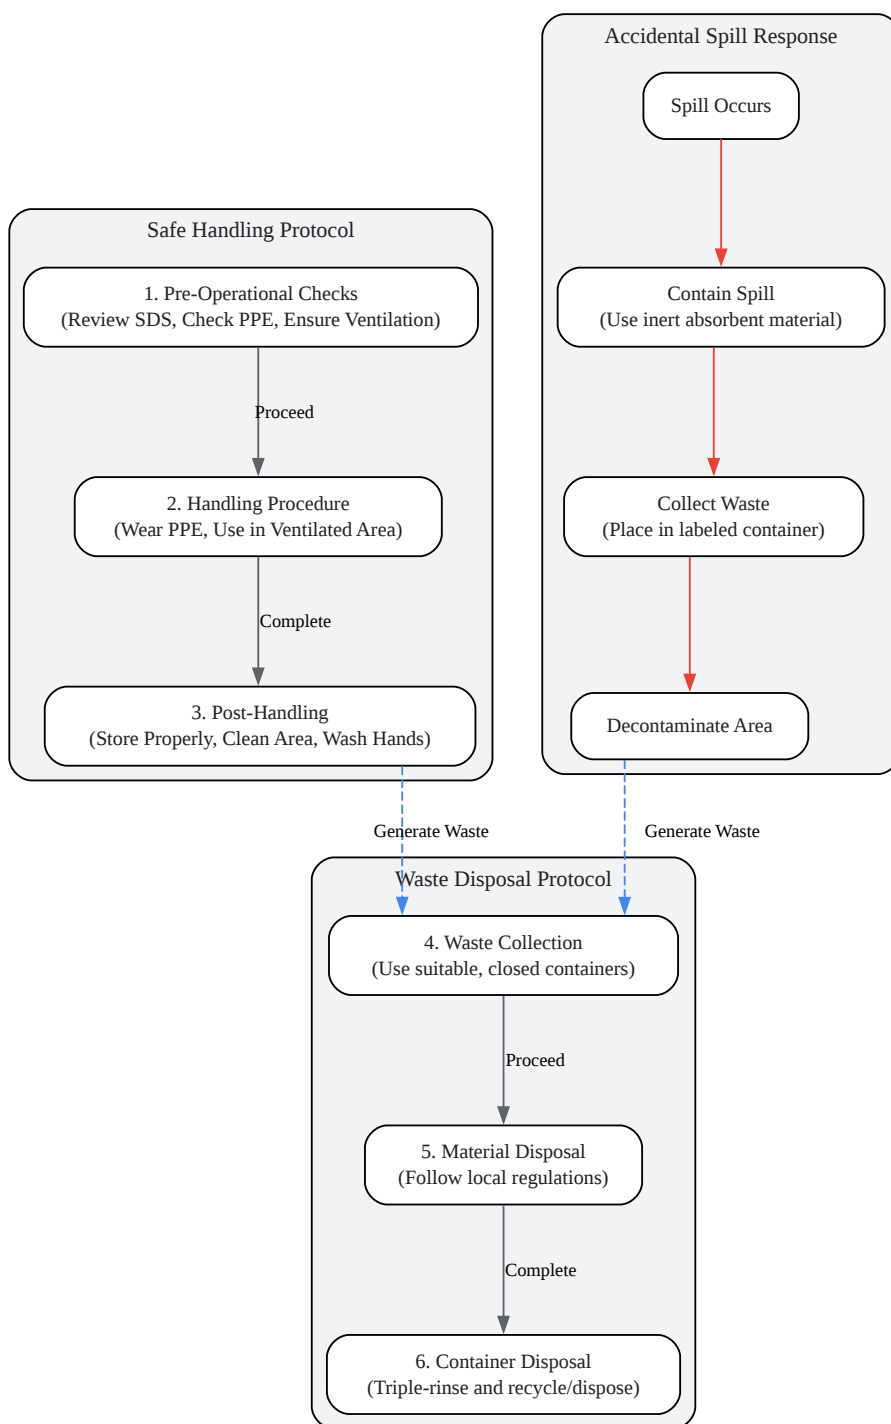 Accidental Spill Response
Spill Occurs
Contain Spill
(Use inert absorbent material)
Collect Waste
(Place in labeled container)
Decontaminate Area
Generate Waste
Safe Handling Protocol
1. Pre-Operational Checks
(Review SDS, Check PPE, Ensure Ventilation)
Proceed
2. Handling Procedure
(Wear PPE, Use in Ventilated Area)
Complete
3. Post-Handling
(Store Properly, Clean Area, Wash Hands)
Generate Waste
Waste Disposal Protocol
4. Waste Collection
(Use suitable, closed containers)
Proceed
5. Material Disposal
(Follow local regulations)
Complete
6. Container Disposal
(Triple-rinse and recycle/dispose)